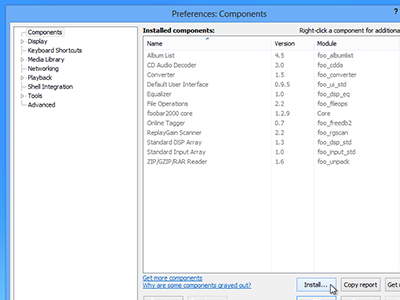 Preferences: Components
?
Components
Display
Keyboard Shortcuts
Media Library
Networking
Playback
Shell Integration
Tools
Advanced
Installed components: Right-click a component for additiona
Name Version Module
Album List 4.5 foo_albumlist
CD Audio Decoder 3.0 foo_cdda
Converter 1.5 foo_converter
Default User Interface 0.9.5 foo_ui_std
Equalizer 1.0 foo_dsp_eq
File Operations 2.2 foo_fileops
foobar2000 core 1.2.9 Core
Online Tagger 0.7 foo_freedb2
ReplayGain Scanner 2.2 foo_rgscan
Standard DSP Array 1.3 foo_dsp_std
Standard Input Array 1.0 foo_input_std
ZIP/GZIP/RAR Reader 1.6 foo_unpack
Get more components
Why are some components grayed out?
Install... Copy report Get